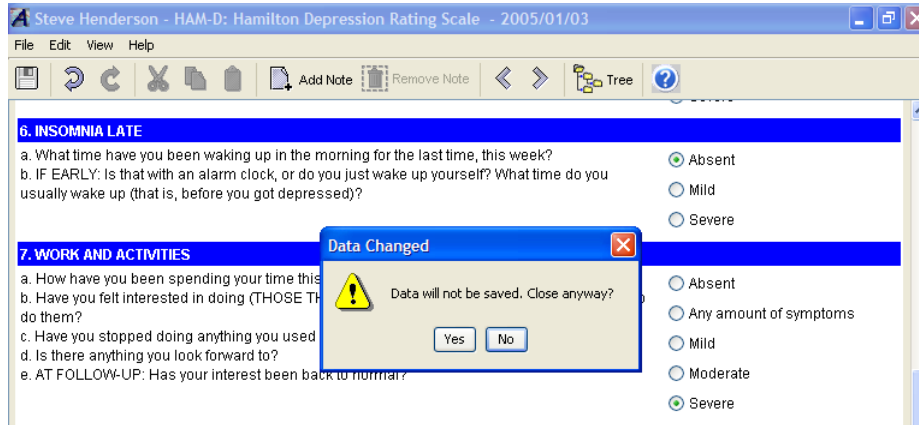 Steve Henderson - HAM-D: Hamilton Depression Rating Scale - 2005/01/03
File Edit View Help
Add Note Remove Note Tree
6. INSOMNIA LATE
a. What time have you been waking up in the morning for the last time, this week?
b. IF EARLY: Is that with an alarm clock, or do you just wake up yourself? What time do you
usually wake up (that is, before you got depressed)?
Absent
Mild
Severe
7. WORK AND ACTIVITIES
a. How have you been spending your time this
b. Have you felt interested in doing (THOSE
do them?
c. Have you stopped doing anything you used
d. Is there anything you look forward to?
e. AT FOLLOW-UP: Has your interest been back to normal?
Absent
Any amount of symptoms
Mild
Moderate
Severe
Data Changed
Data will not be saved. Close anyway?
Yes No